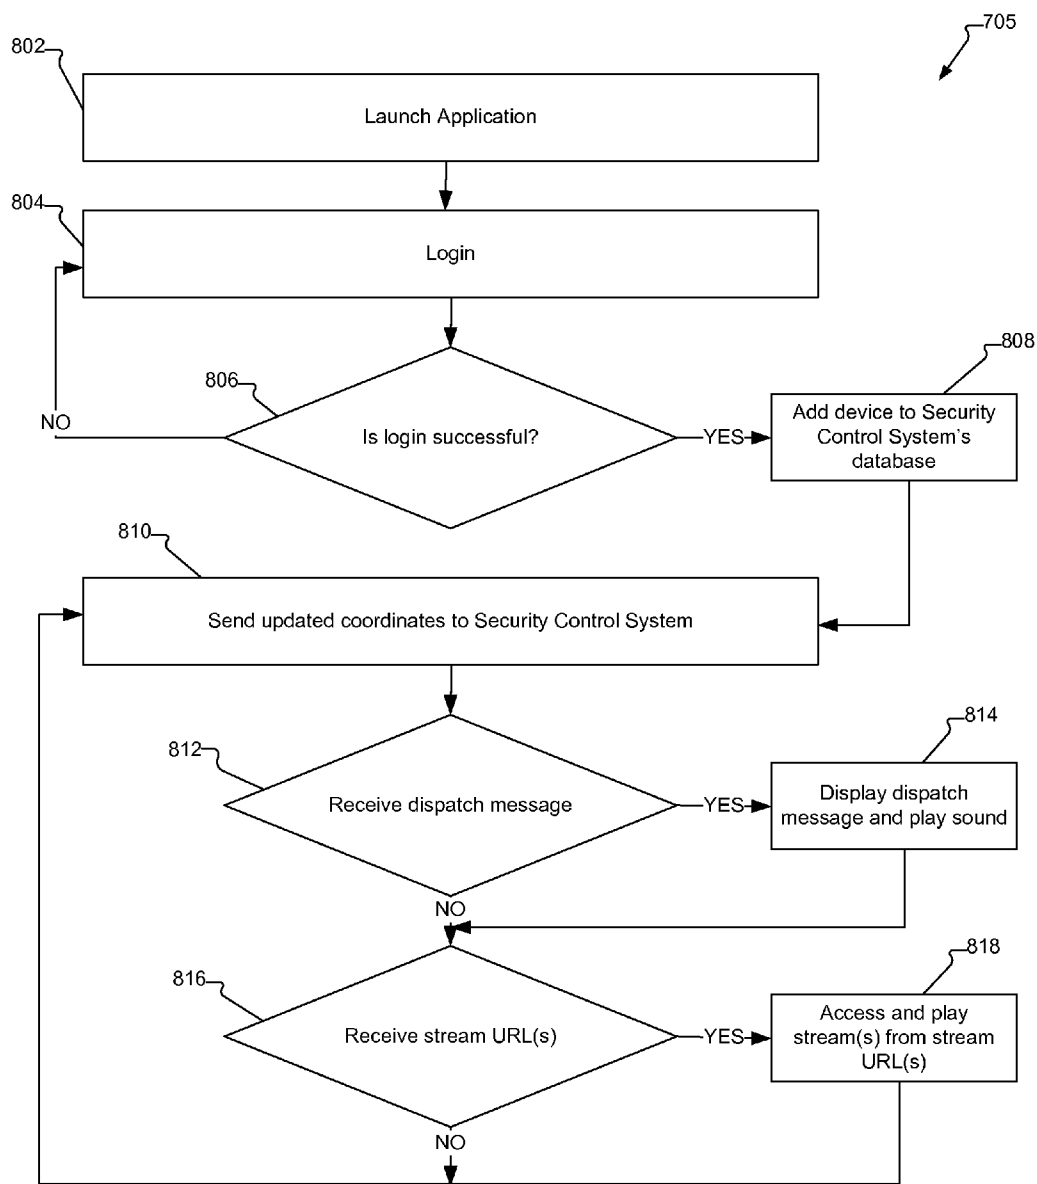 705
802
Launch Application
804
Login
806
Is login successful?
NO
YES
808
Add device to Security
Control System's
database
810
Send updated coordinates to Security Control System
812
Receive dispatch message
YES
814
Display dispatch
message and play sound
NO
816
Receive stream URL(s)
YES
818
Access and play
stream(s) from stream
URL(s)
NO